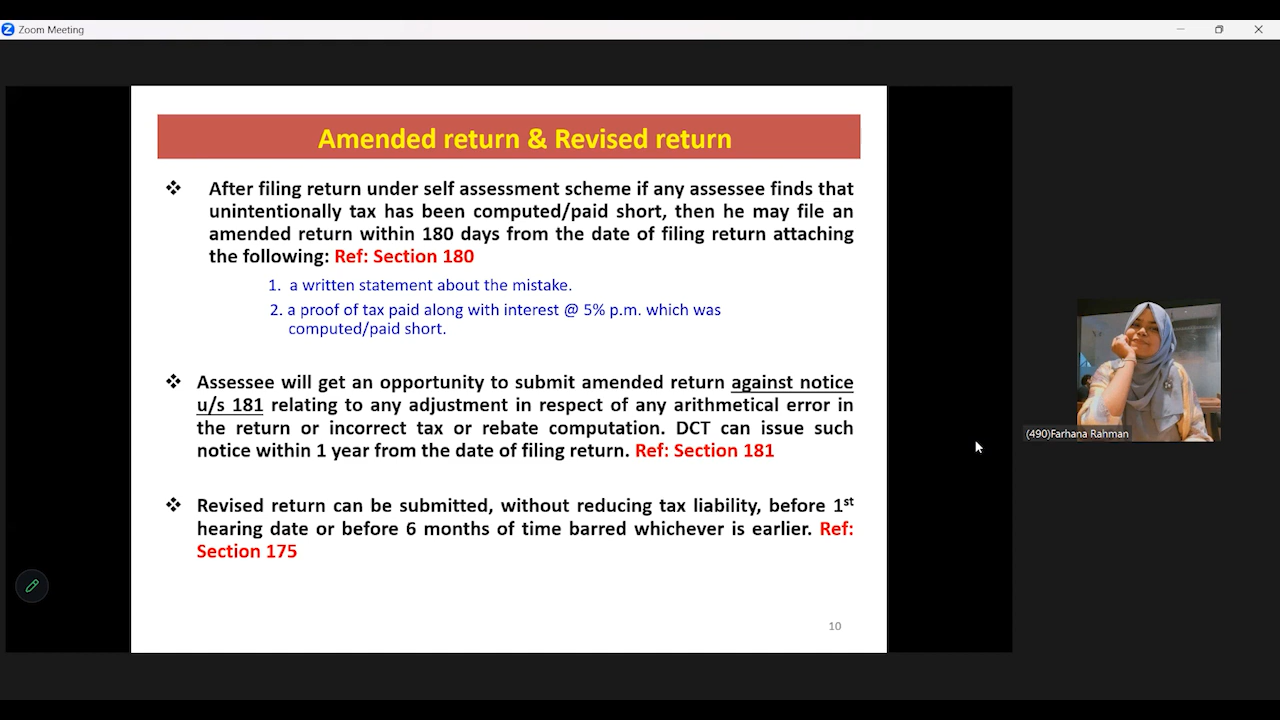 Zoom Meeting
Amended return & Revised return
❖ After filing return under self assessment scheme if any assessee finds that
unintentionally tax has been computed/paid short, then he may file an
amended return within 180 days from the date of filing return attaching
the following: Ref: Section 180
1. a written statement about the mistake.
2. a proof of tax paid along with interest @ 5% p.m. which was
computed/paid short.
❖ Assessee will get an opportunity to submit amended return against notice
u/s 181 relating to any adjustment in respect of any arithmetical error in
the return or incorrect tax or rebate computation. DCT can issue such
notice within 1 year from the date of filing return. Ref: Section 181
❖ Revised return can be submitted, without reducing tax liability, before 1st
hearing date or before 6 months of time barred whichever is earlier. Ref:
Section 175
10
(490)Farhana Rahman